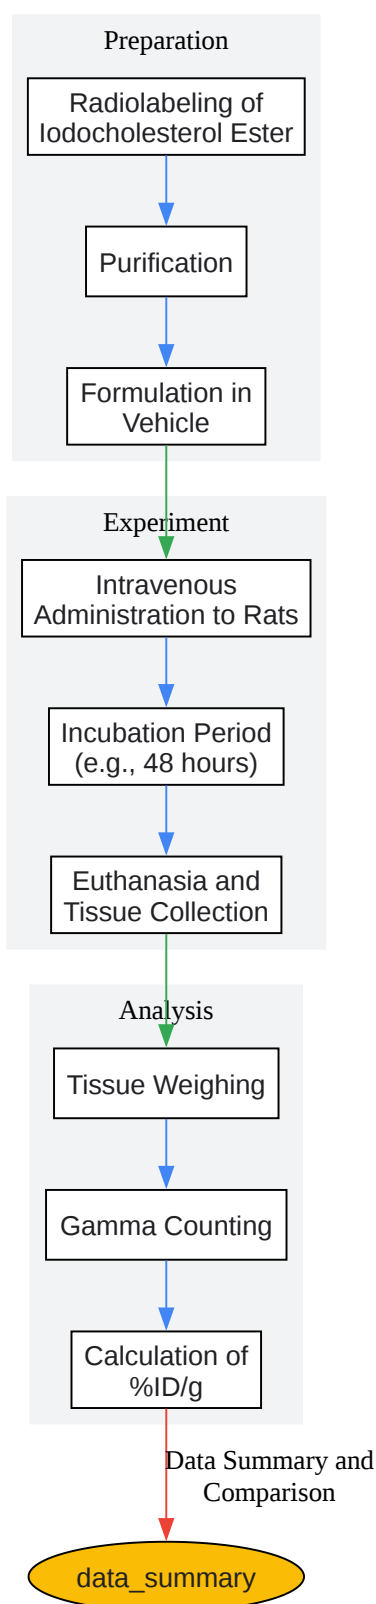 Preparation
Radiolabeling of
Iodocholesterol Ester
Purification
Formulation in
Vehicle
Experiment
Intravenous
Administration to Rats
Incubation Period
(e.g., 48 hours)
Euthanasia and
Tissue Collection
Analysis
Tissue Weighing
Gamma Counting
Calculation of
%ID/g
Data Summary and
Comparison
data_summary